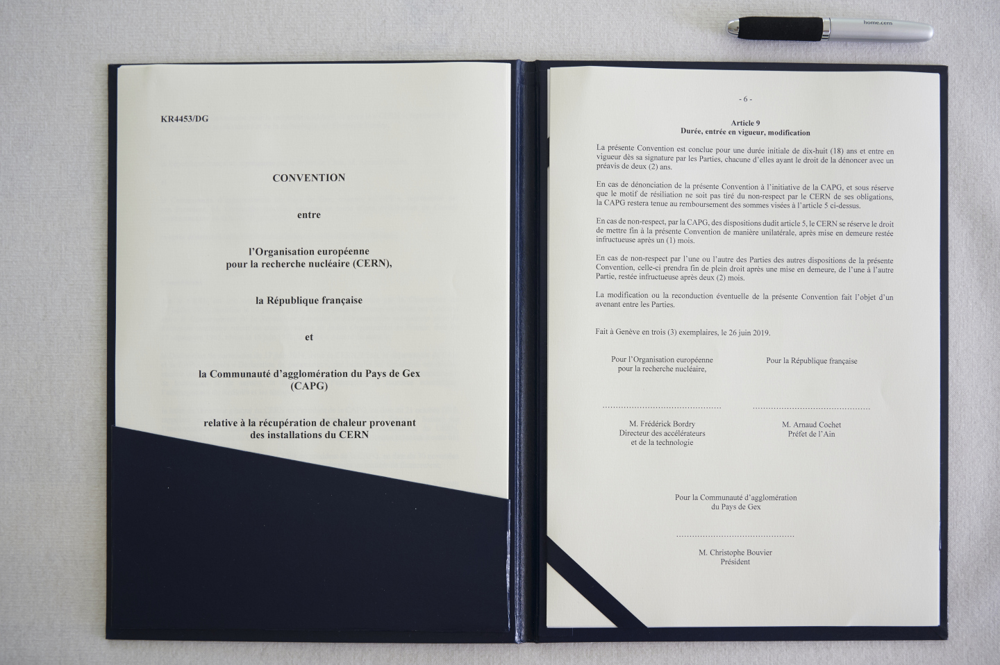 home.cern
KR4453/DG
CONVENTION
entre
l'Organisation européenne
pour la recherche nucléaire (CERN),
la République française
et
la Communauté d'agglomération du Pays de Gex
(CAPG)
relative à la récupération de chaleur provenant
des installations du CERN
- 6 -
Article 9
Durée, entrée en vigueur, modification
La présente Convention est conclue pour une durée initiale de dix-huit (18) ans et entre en
vigueur dès sa signature par les Parties, chacune d'elles ayant le droit de la dénoncer avec un
préavis de deux (2) ans.
En cas de dénonciation de la présente Convention à l'initiative de la CAPG, et sous réserve
que le motif de résiliation ne soit pas tiré du non-respect par le CERN de ses obligations,
la CAPG restera tenue au remboursement des sommes visées à l'article 5 ci-dessus.
En cas de non-respect, par la CAPG, des dispositions dudit article 5, le CERN se réserve le droit
de mettre fin à la présente Convention de manière unilatérale, après mise en demeure restée
infructueuse après un (1) mois.
En cas de non-respect par l'une ou l'autre des Parties des autres dispositions de la présente
Convention, celle-ci prendra fin de plein droit après une mise en demeure, de l'une à l'autre
Partie, restée infructueuse après deux (2) mois.
La modification ou la reconduction éventuelle de la présente Convention fait l'objet d'un
avenant entre les Parties.
Fait à Genève en trois (3) exemplaires, le 26 juin 2019.
Pour l'Organisation européenne
pour la recherche nucléaire,
M. Frédérick Bordry
Directeur des accélérateurs
et de la technologie
Pour la République française
M. Arnaud Cochet
Préfet de l'Ain
Pour la Communauté d'agglomération
du Pays de Gex
M. Christophe Bouvier
Président